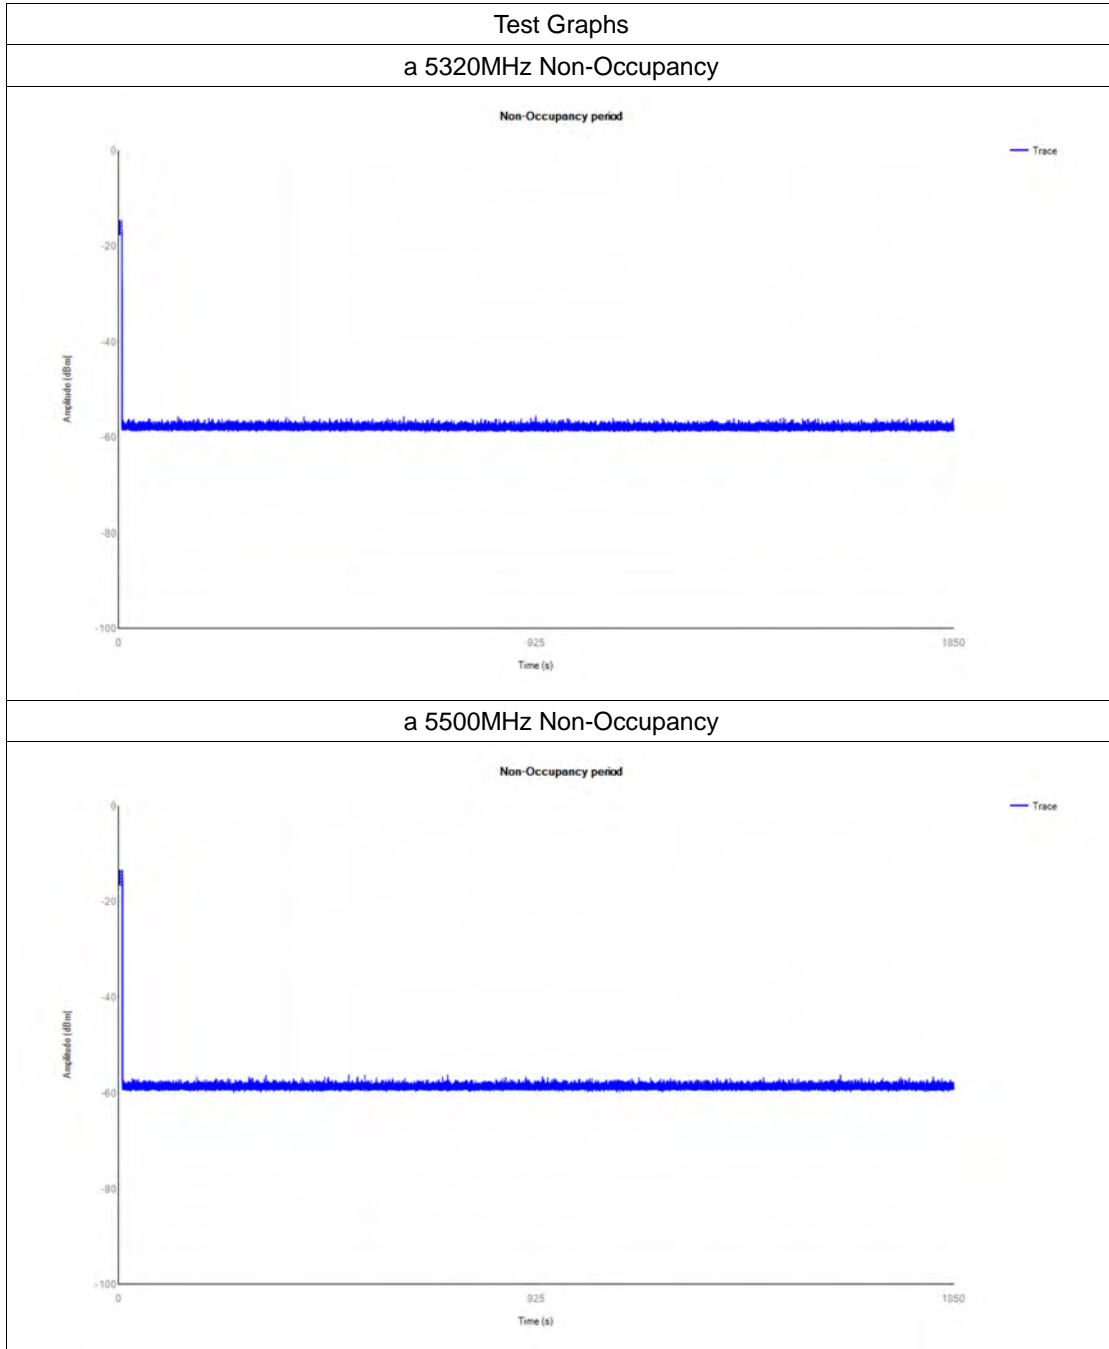 Test Graphs
a 5320MHz Non-Occupancy
Non-Occupancy period
Trace
0
-20
-40
-60
-80
-100
Amplitude [dBm]
0 925 1850
Time (s)
a 5500MHz Non-Occupancy
Non-Occupancy period
Trace
0
-20
-40
-60
-80
-100
Amplitude [dBm]
0 925 1850
Time (s)